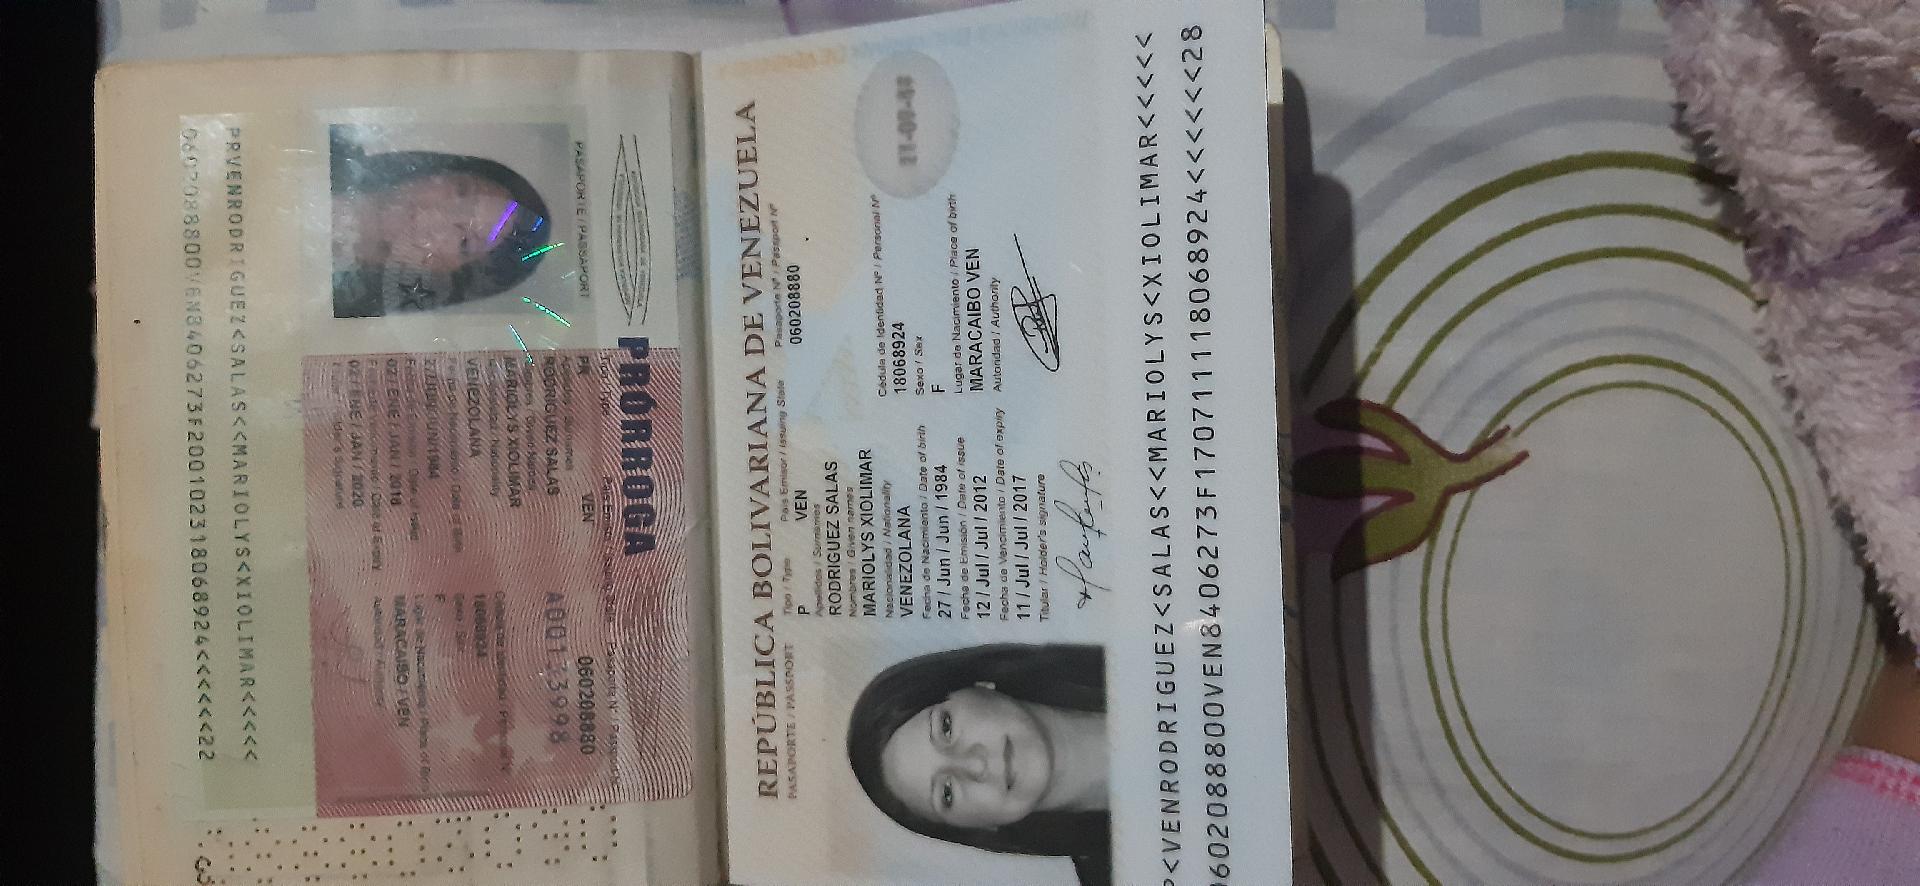 REPÚBLICA BOLIVARIANA DE VENEZUELA
PASAPORTE / PASSPORT
Tipo / Type
País Emisor / Issuing State
Pasaporte Nº / Passport Nº
P
VEN
060208880
Apellidos / Surnames
RODRIGUEZ SALAS
Nombres / Given names
MARIOLYS XIOLIMAR
Cédula de Identidad Nº / Personal Nº
Nacionalidad / Nationality
18068924
VENEZOLANA
Sexo / Sex
Fecha de Nacimiento / Date of birth
F
27 / Jun / Jun / 1984
Lugar de Nacimiento / Place of birth
Fecha de Emisión / Date of issue
MARACAIBO VEN
12 / Jul / Jul / 2012
Autoridad / Authority
Fecha de Vencimiento / Date of expiry
11 / Jul / Jul / 2017
Titular / Holder's signature
P<VENRODRIGUEZ<SALAS<<MARIOLYS<XIOLIMAR<<<<<
0602088800VEN8406273F170711118068924<<<<<<28
PRÓRROGA
PASAPORTE / PASSPORT
PR
VEN
060208880
RODRIGUEZ SALAS
A00133998
MARIOLYS XIOLIMAR
VENEZOLANA
18068924
27 / JUN / JUN / 1984
F
02 / ENE / JAN / 2018
MARACAIBO / VEN
02 / ENE / JAN / 2020
PRVENRODRIGUEZ<SALAS<<MARIOLYS<XIOLIMAR<<<<<
0602088800VEN8406273F200102318068924<<<<<<22